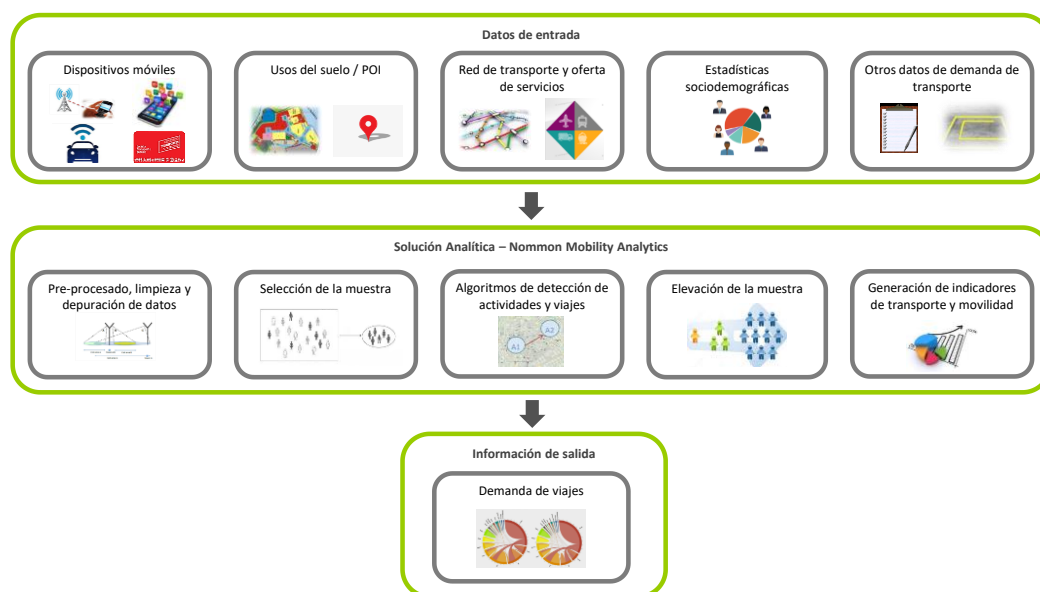 Datos de entrada
Dispositivos móviles
Usos del suelo / POI
Red de transporte y oferta
de servicios
Estadísticas
sociodemográficas
Otros datos de demanda de
transporte
Solución Analítica – Nommon Mobility Analytics
Pre-procesado, limpieza y
depuración de datos
Selección de la muestra
Algoritmos de detección de
actividades y viajes
A1
A2
Elevación de la muestra
Generación de indicadores
de transporte y movilidad
Información de salida
Demanda de viajes